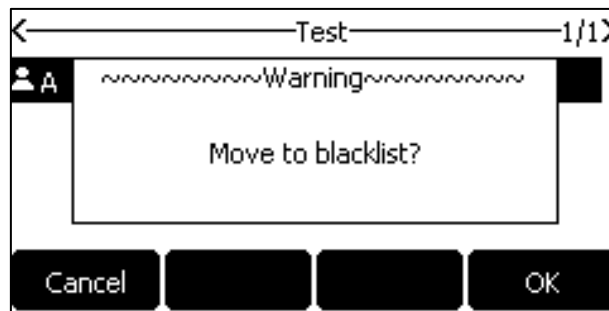 Test 1/1
A
~~~~~~~~Warning~~~~~~~~
Move to blacklist?
Cancel OK